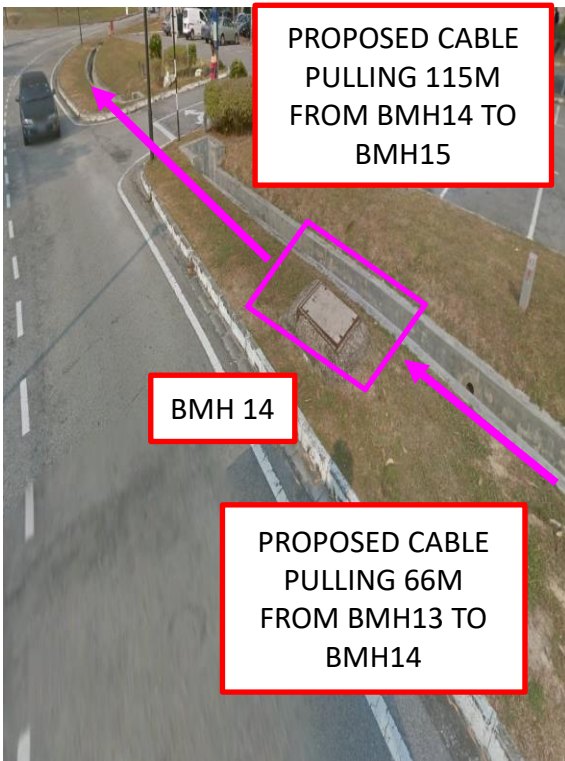 PROPOSED CABLE
PULLING 115M
FROM BMH14 TO
BMH15
BMH 14
PROPOSED CABLE
PULLING 66M
FROM BMH13 TO
BMH14